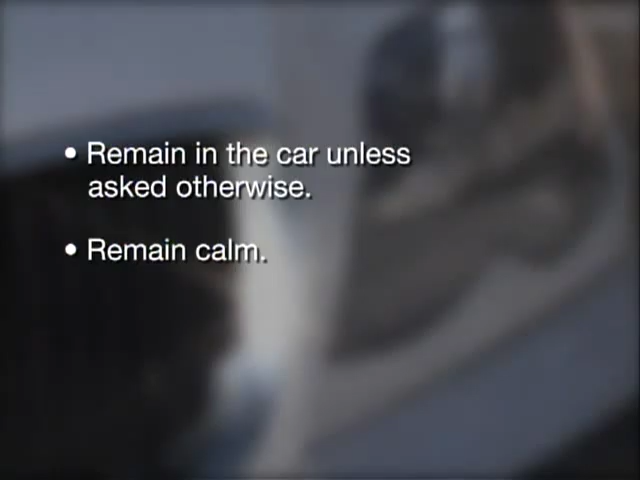 • Remain in the car unless
asked otherwise.
• Remain calm.